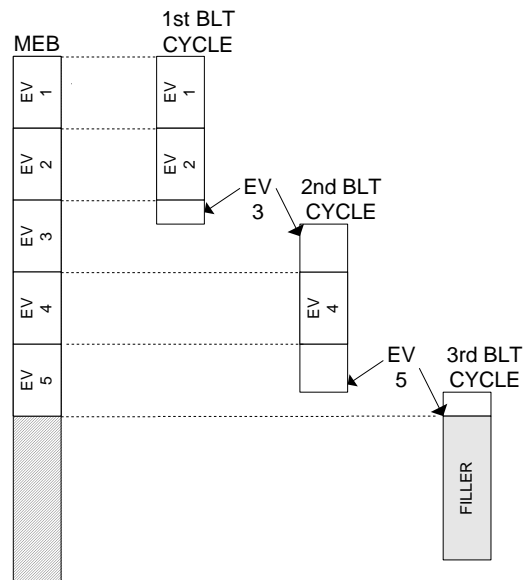 1st BLT
CYCLE
MEB
EV
1
EV
1
EV
2
EV
2
EV
3
2nd BLT
CYCLE
EV
3
EV
4
EV
4
EV
5
EV
5
3rd BLT
CYCLE
FILLER